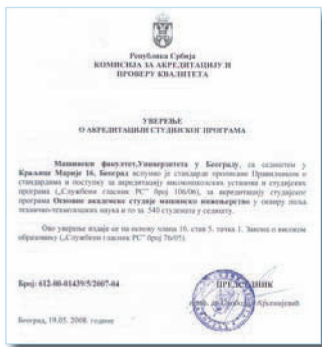 Република Србија
КОМИСИЈА ЗА АКРЕДИТАЦИЈУ И
ПРОВЕРУ КВАЛИТЕТА
УВЕРЕЊЕ
О АКРЕДИТАЦИЈИ СТУДИЈСКОГ ПРОГРАМА
Машински факултет,Универзитета у Београду, са седиштем у
Краљице Марије 16, Београд испунио је стандарде прописане Правилником о
стандардима и поступку за акредитацију високошколских установа и студијских
програма („Службени гласник РС” број 106/06), за акредитацију студијског
програма Основне академске студије машинско инжењерство у оквиру поља
техничко-технолошких наука и то за 540 студената у седишту.
Ово уверење издаје се на основу члана 16. став 5. тачка 1. Закона о високом
образовању („Службени гласник РС” број 76/05).
Број: 612-00-01439/5/2007-04
ПРЕДСЕДНИК
проф. др
Београд, 19.05. 2008. године